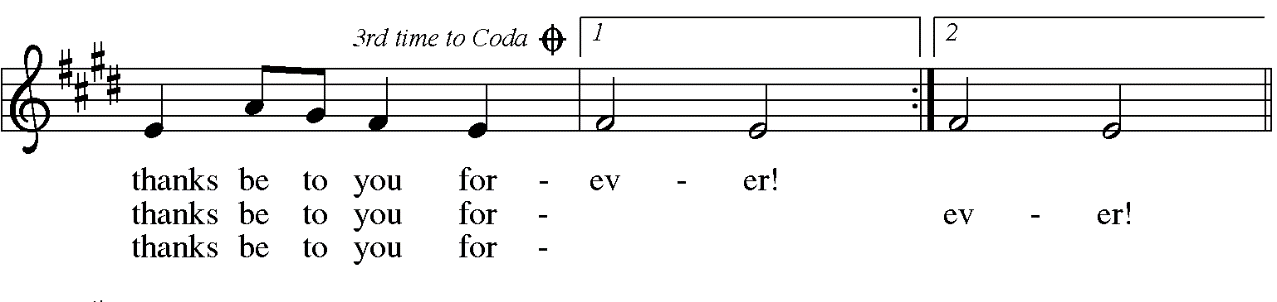 3rd time to Coda 1 2
thanks be to you for - ev - er!
thanks be to you for - ev - er!
thanks be to you for -